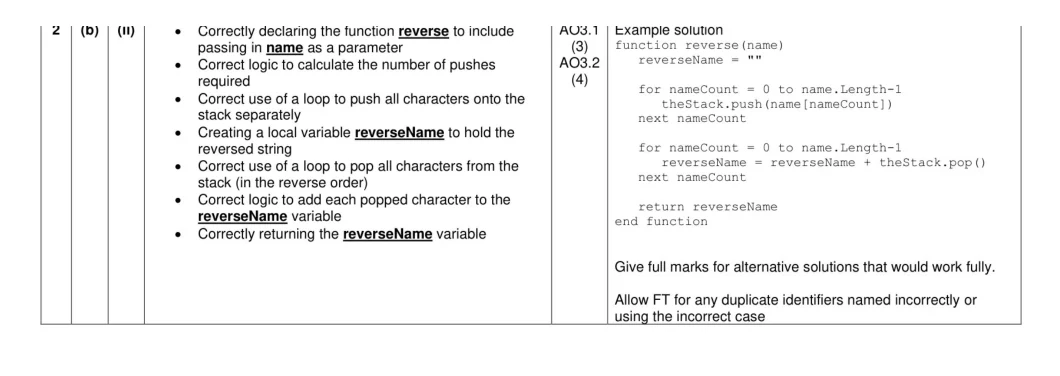 2 (b) (ii)
• Correctly declaring the function reverse to include
passing in name as a parameter
• Correct logic to calculate the number of pushes
required
• Correct use of a loop to push all characters onto the
stack separately
• Creating a local variable reverseName to hold the
reversed string
• Correct use of a loop to pop all characters from the
stack (in the reverse order)
• Correct logic to add each popped character to the
reverseName variable
• Correctly returning the reverseName variable
AO3.1
(3)
AO3.2
(4)
Example solution
function reverse(name)
reverseName = ""
for nameCount = 0 to name.Length-1
theStack.push(name[nameCount])
next nameCount
for nameCount = 0 to name.Length-1
reverseName = reverseName + theStack.pop()
next nameCount
return reverseName
end function
Give full marks for alternative solutions that would work fully.
Allow FT for any duplicate identifiers named incorrectly or
using the incorrect case